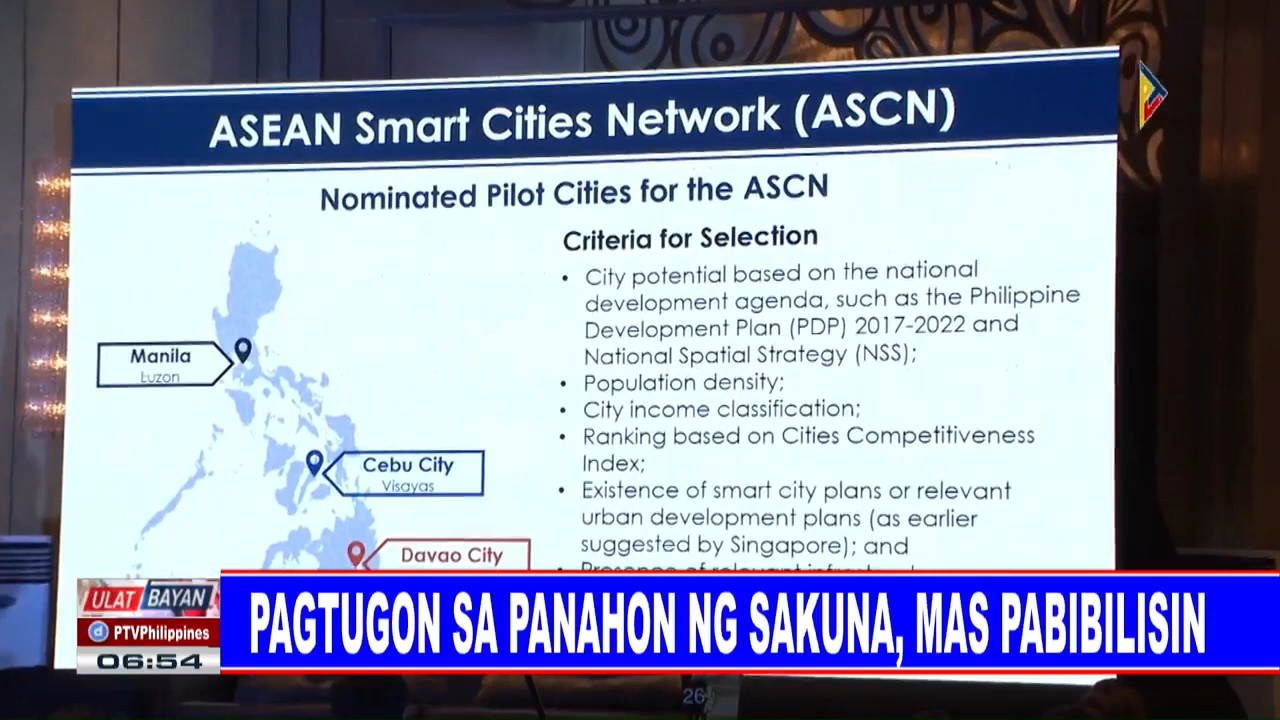 ASEAN Smart Cities Network (ASCN)
Nominated Pilot Cities for the ASCN
Criteria for Selection
• City potential based on the national
development agenda, such as the Philippine
Development Plan (PDP) 2017-2022 and
National Spatial Strategy (NSS);
• Population density;
• City income classification;
• Ranking based on Cities Competitiveness
Index;
• Existence of smart city plans or relevant
urban development plans (as earlier
suggested by Singapore); and
• Presence of relevant
Manila
Luzon
Cebu City
Visayas
Davao City
ULAT BAYAN
PTVPhilippines
06:54
PAGTUGON SA PANAHON NG SAKUNA, MAS PABIBILISIN
26